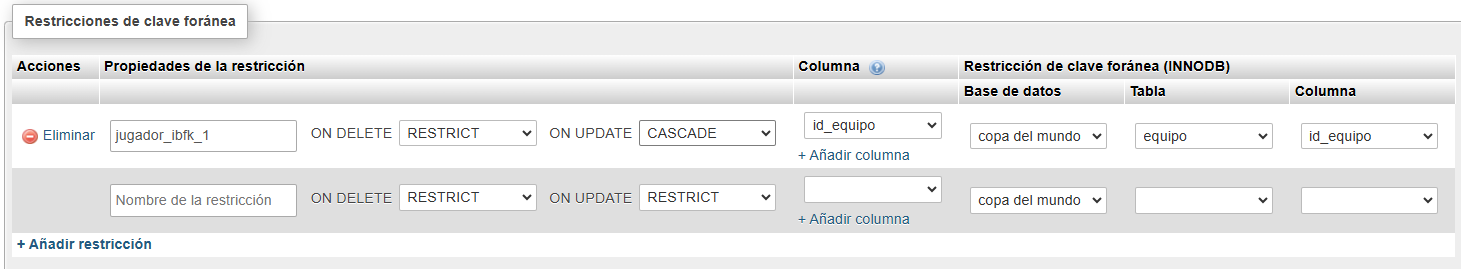 Restricciones de clave foránea
Acciones Propiedades de la restricción Columna Restricción de clave foránea (INNODB)
Base de datos Tabla Columna
Eliminar jugador_ibfk_1 ON DELETE RESTRICT ON UPDATE CASCADE id_equipo copa del mundo equipo id_equipo
+ Añadir columna
Nombre de la restricción ON DELETE RESTRICT ON UPDATE RESTRICT copa del mundo
+ Añadir columna
+ Añadir restricción